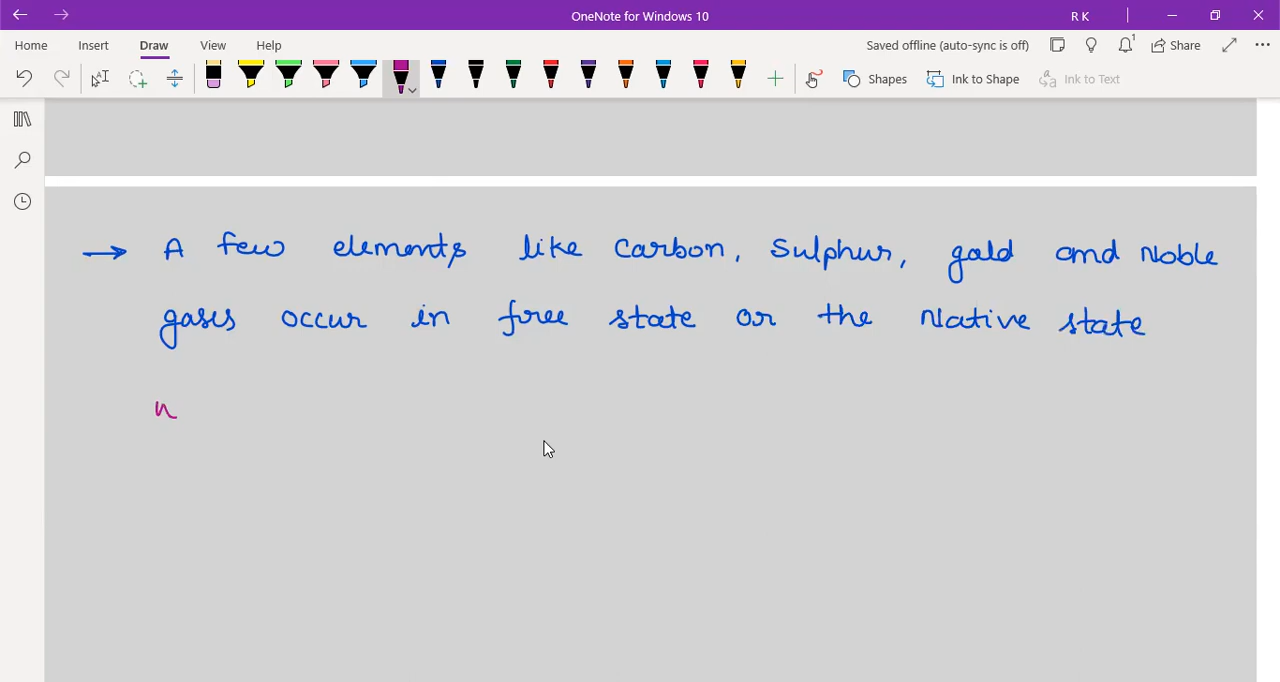 OneNote for Windows 10
R K
Home Insert Draw View Help
Saved offline (auto-sync is off)
1
Share
Shapes
Ink to Shape
Ink to Text
→ A few elements like Carbon, Sulphur, gold and Noble
gases occur in free state or the Native state
n